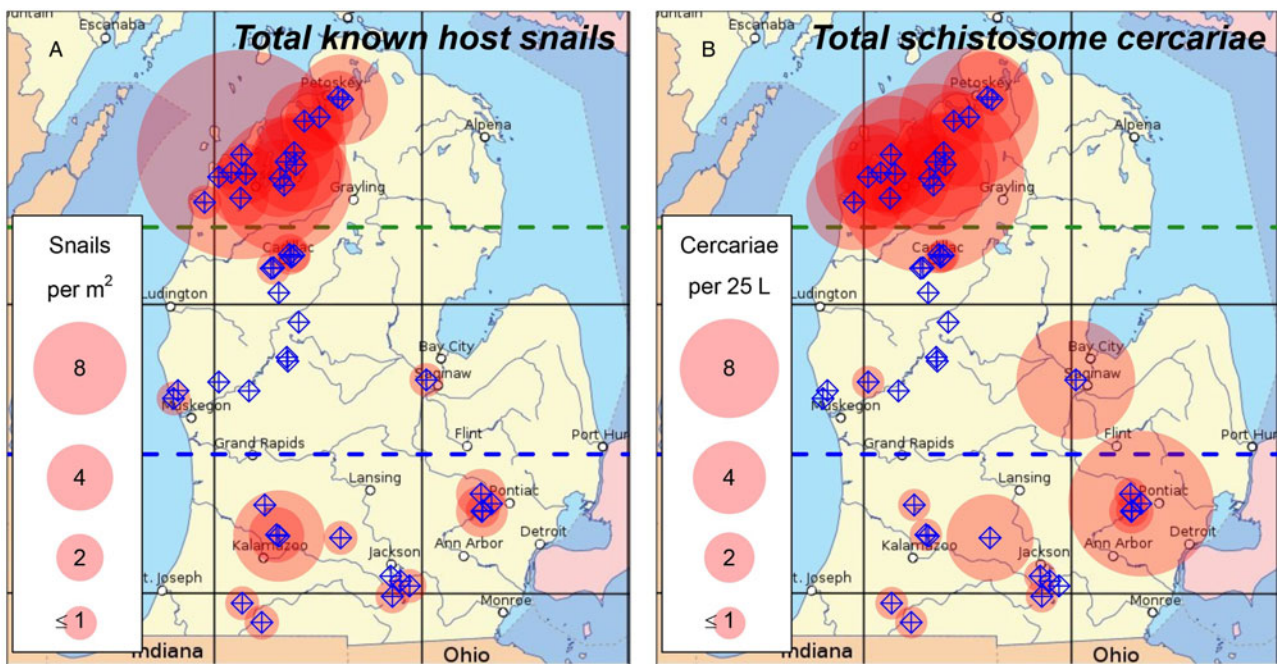 A
Total known host snails
Escanaba
Petoskey
Alpena
Grayling
Cadillac
Ludington
Bay City
Saginaw
Muskegon
Grand Rapids
Flint
Port Hur
Lansing
Pontiac
Kalamazoo
Jackson
Ann Arbor
Detroit
t. Joseph
Monroe
Indiana
Ohio
Snails
per m²
8
4
2
≤ 1
B
Total schistosome cercariae
Escanaba
Petoskey
Alpena
Grayling
Cadillac
Ludington
Bay City
Saginaw
Muskegon
Grand Rapids
Flint
Port Hur
Lansing
Pontiac
Kalamazoo
Jackson
Ann Arbor
Detroit
t. Joseph
Monroe
Indiana
Ohio
Cercariae
per 25 L
8
4
2
≤ 1